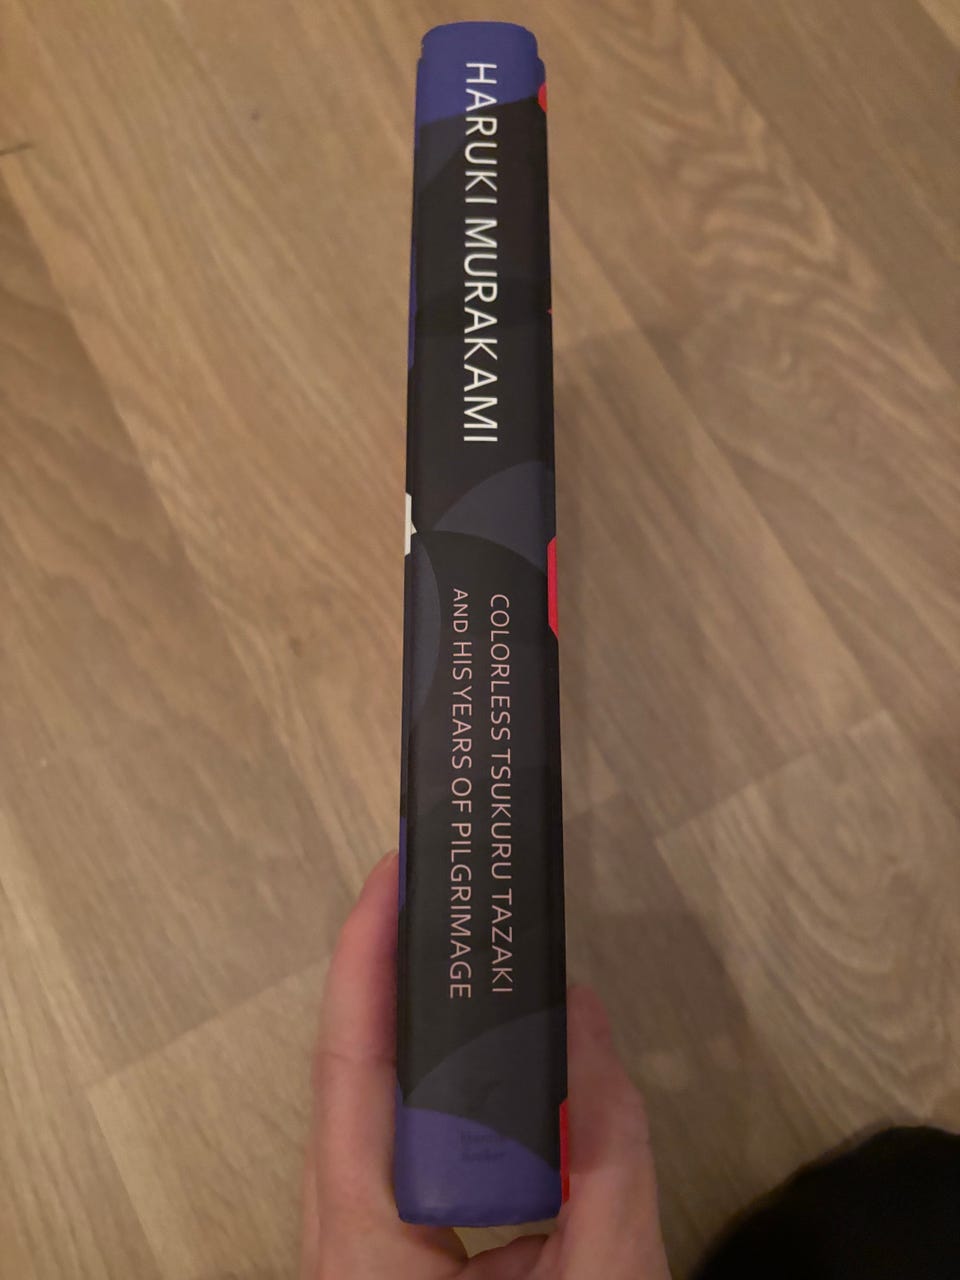 HARUKI MURAKAMI
COLORLESS TSUKURU TAZAKI
AND HIS YEARS OF PILGRIMAGE